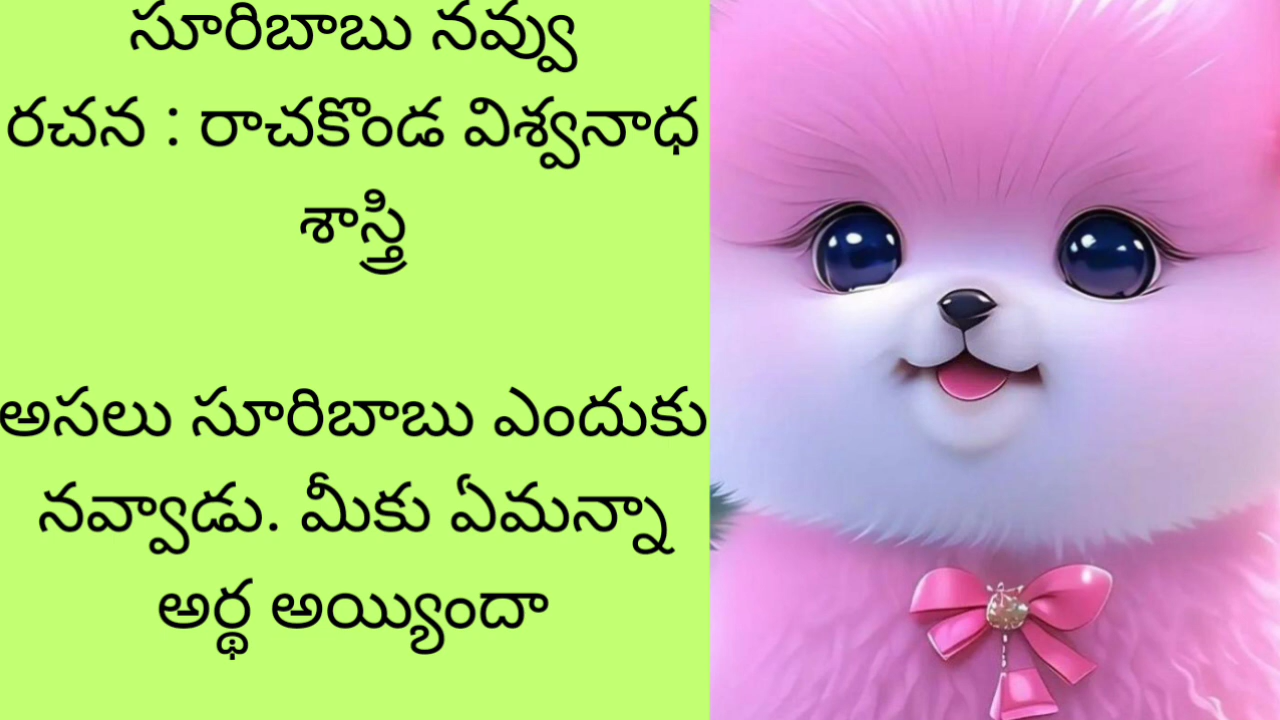 సూరిబాబు నవ్వు
రచన : రాచకొండ విశ్వనాధ
శాస్త్రి
అసలు సూరిబాబు ఎందుకు
నవ్వాడు. మీకు ఏమన్నా
అర్థ అయ్యిందా